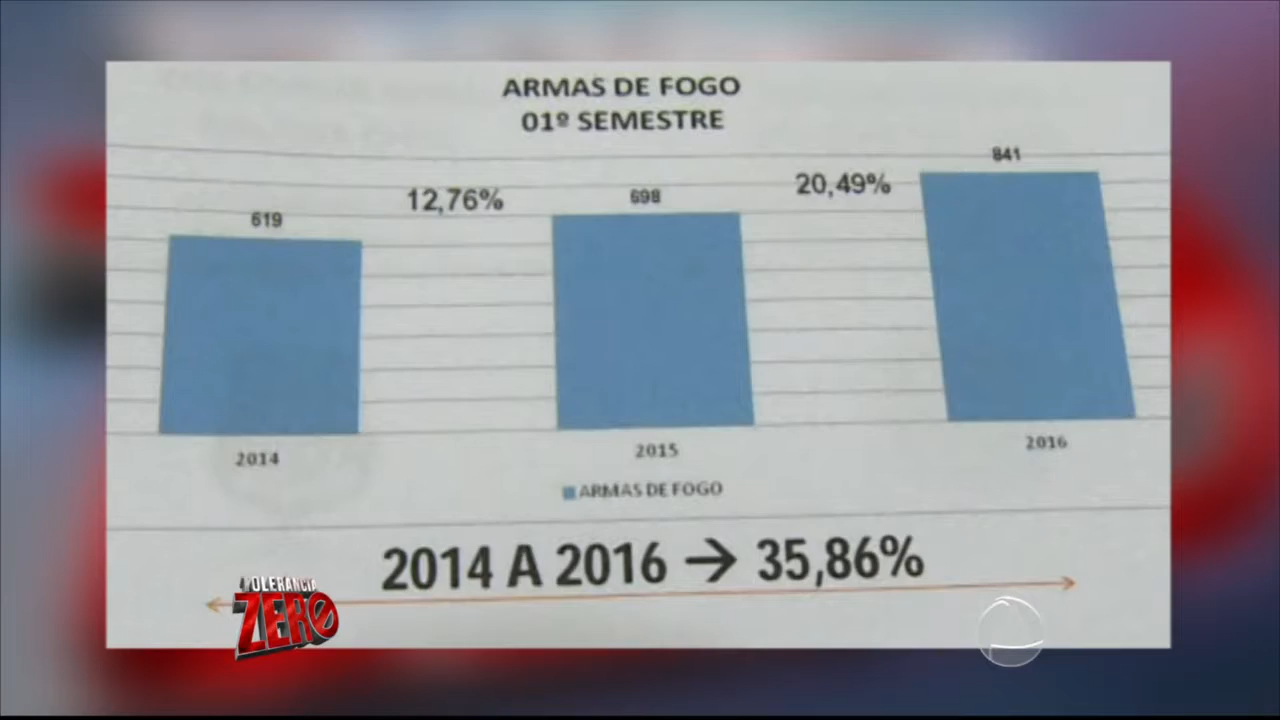 ARMAS DE FOGO
01º SEMESTRE
619
12,76%
698
20,49%
841
2014
2015
2016
ARMAS DE FOGO
2014 A 2016 → 35,86%
TOLERÂNCIA
ZERO